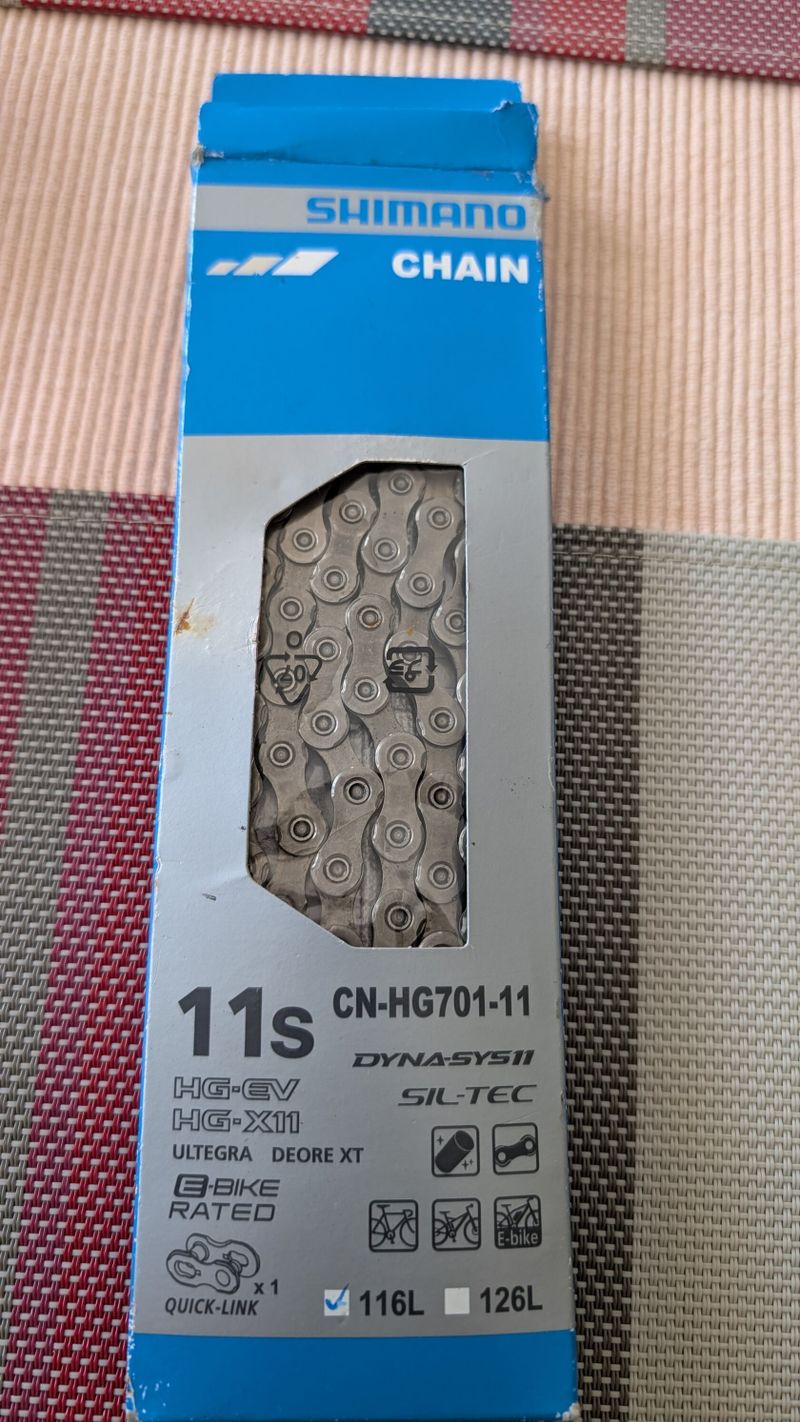 SHIMANO
CHAIN
11s
CN-HG701-11
DYNA-SYS11
HG-EV
SIL-TEC
HG-X11
ULTEGRA DEORE XT
E-BIKE
RATED
E-bike
x 1
QUICK-LINK
116L
126L